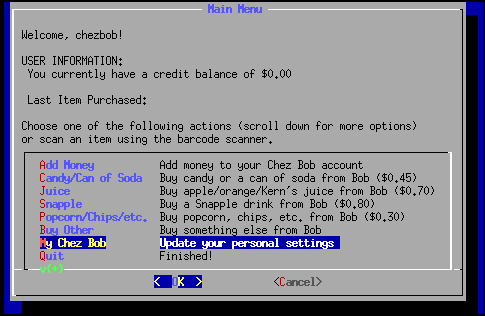 Main Menu
Welcome, chezbob!
USER INFORMATION:
You currently have a credit balance of $0.00
Last Item Purchased:
Choose one of the following actions (scroll down for more options)
or scan an item using the barcode scanner.
Add Money Add money to your Chez Bob account
Candy/Can of Soda Buy candy or a can of soda from Bob ($0.45)
Juice Buy apple/orange/Kern's juice from Bob ($0.70)
Snapple Buy a Snapple drink from Bob ($0.80)
Popcorn/Chips/etc. Buy popcorn, chips, etc. from Bob ($0.30)
Buy Other Buy something else from Bob
My Chez Bob Update your personal settings
Quit Finished!
v(+)
< OK > <Cancel>